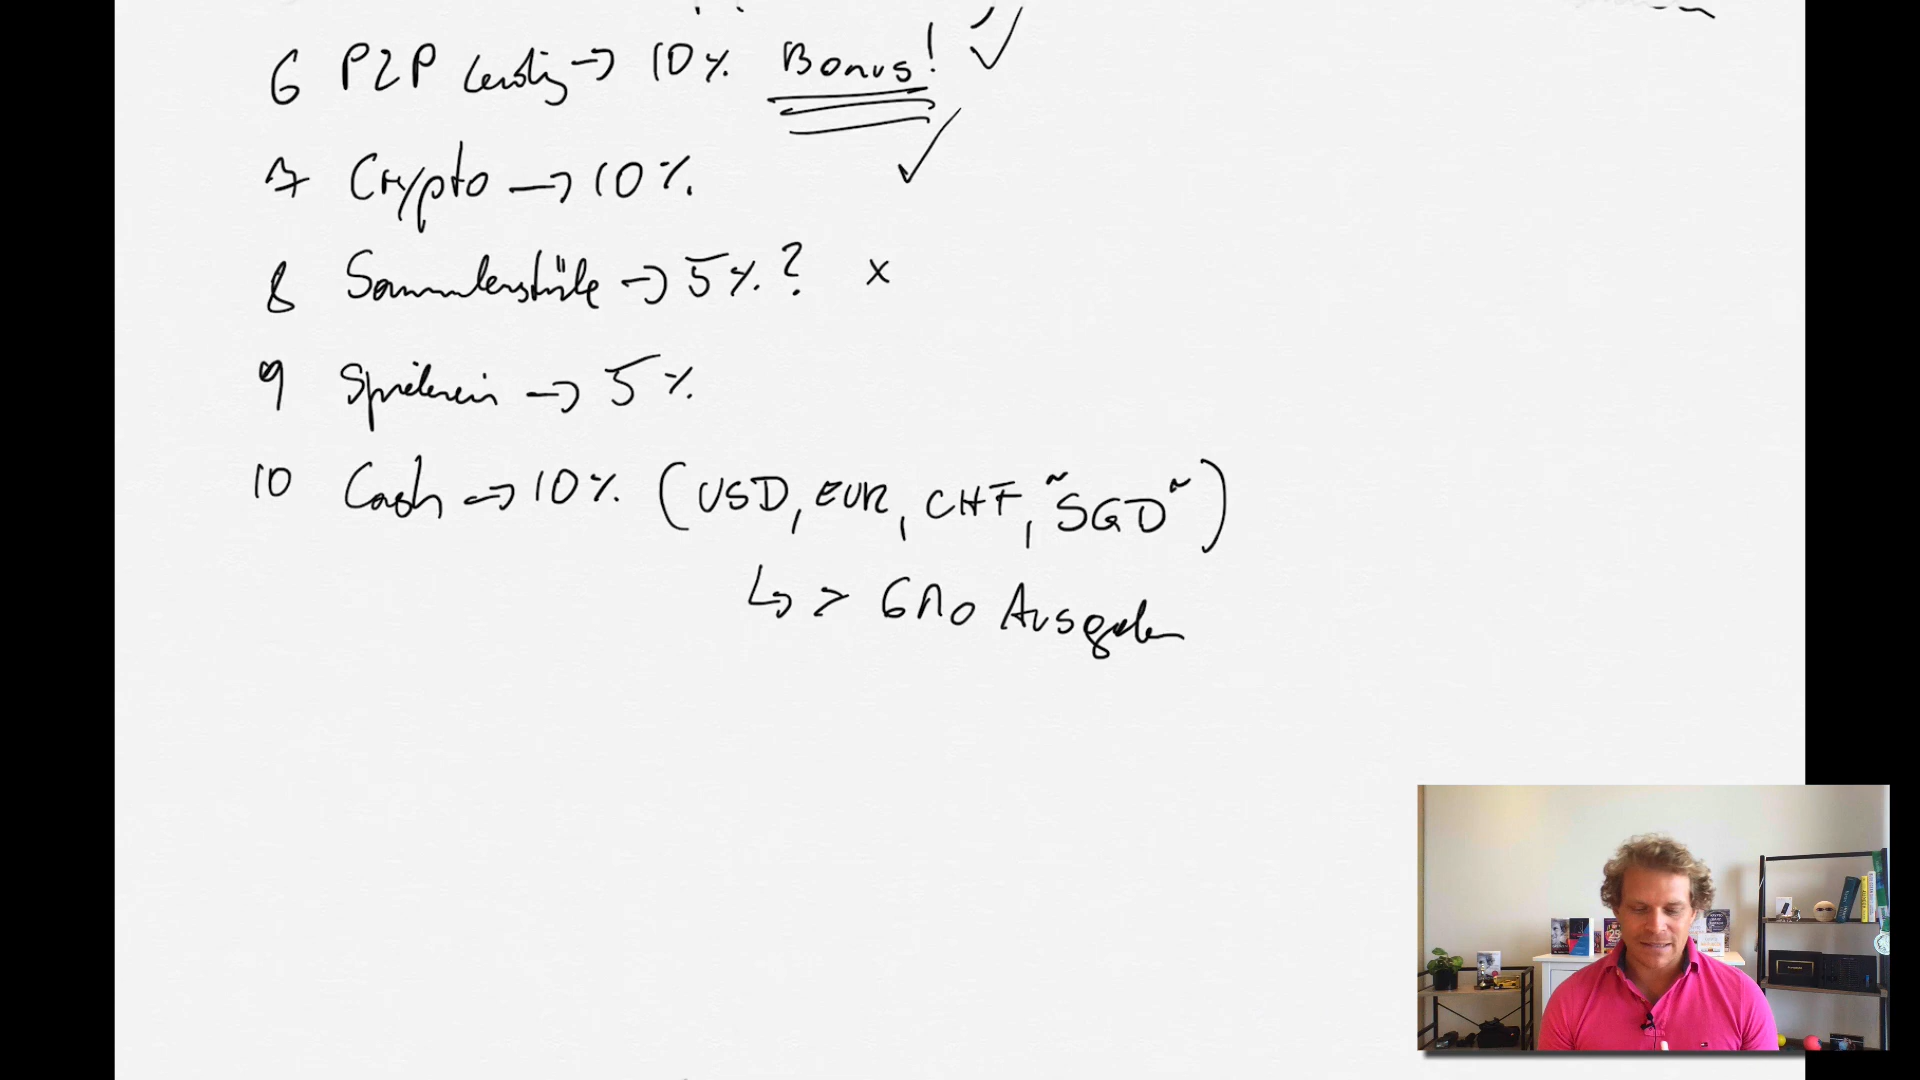 6 P2P Lending → 10% Bonus! ✓
7 Crypto → 10% ✓
8 Sammlerstücke → 5%? x
9 Spielerein → 5%
10 Cash → 10% (USD, EUR, CHF, ~SGD~)
↳ > 6Mo Ausgaben